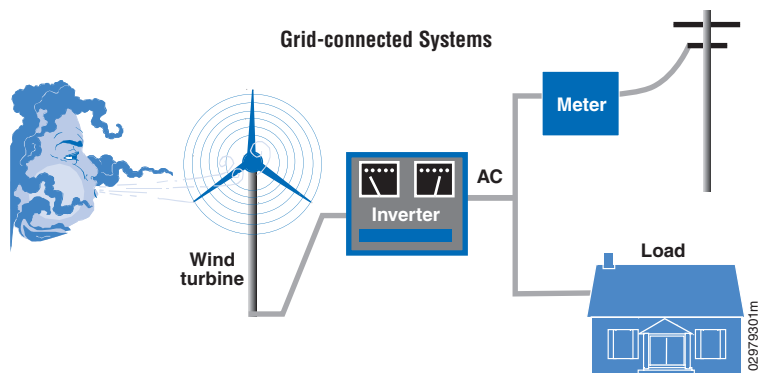 Grid-connected Systems
Meter
AC
Inverter
Wind
turbine
Load
02979301m